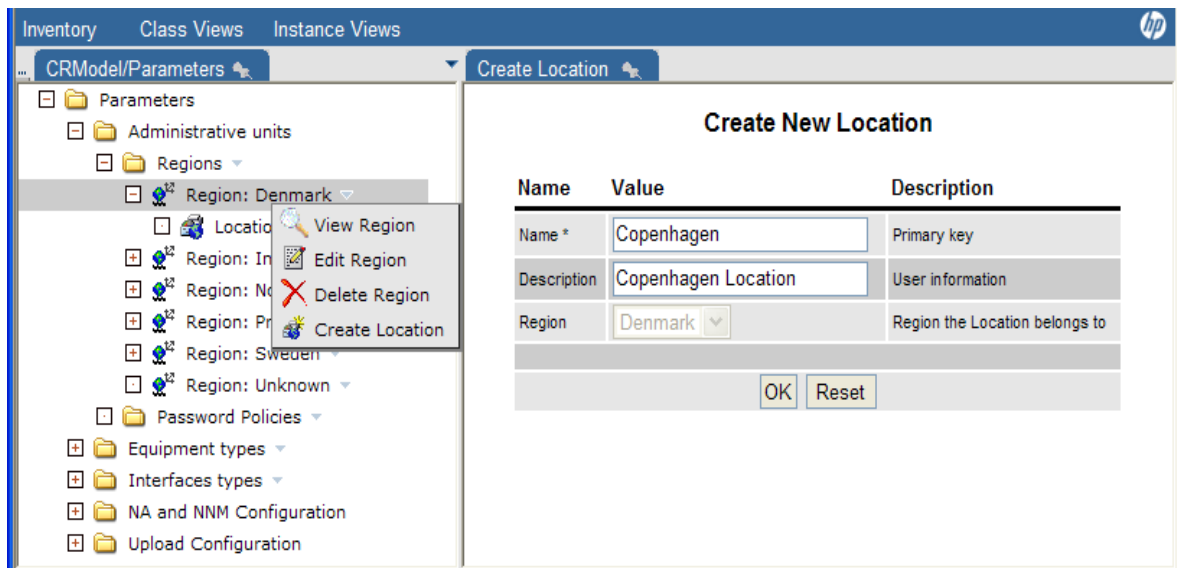 Inventory Class Views Instance Views hp
... CRModel/Parameters
Create Location
Parameters
Administrative units
Regions
Region: Denmark
Locatio
Region: In
Region: No
Region: Pr
Region: Sweden
Region: Unknown
Password Policies
Equipment types
Interfaces types
NA and NNM Configuration
Upload Configuration
View Region
Edit Region
Delete Region
Create Location
Create New Location
Name Value Description
Name * Copenhagen Primary key
Description Copenhagen Location User information
Region Denmark Region the Location belongs to
OK Reset